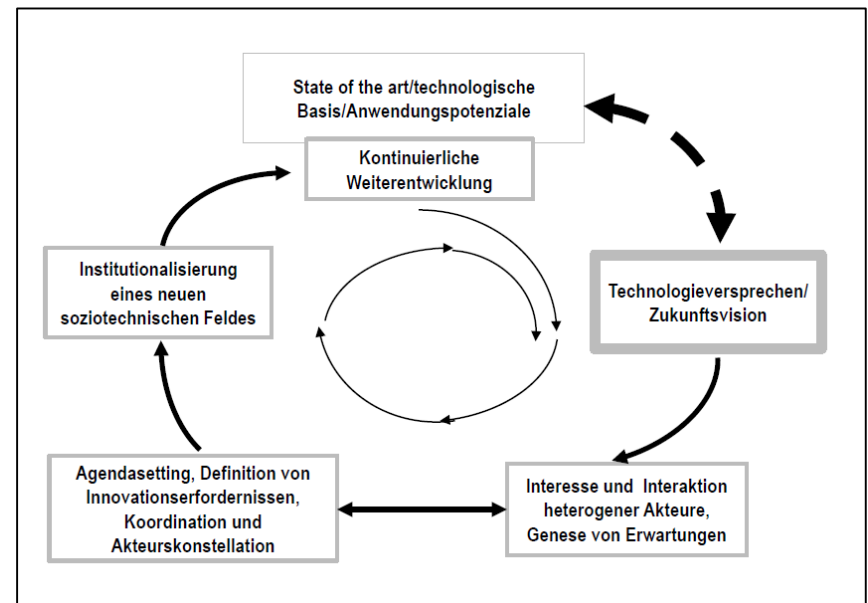 State of the art/technologische
Basis/Anwendungspotenziale
Kontinuierliche
Weiterentwicklung
Institutionalisierung
eines neuen
soziotechnischen Feldes
Technologieversprechen/
Zukunftsvision
Agendasetting, Definition von
Innovationserfordernissen,
Koordination und
Akteurskonstellation
Interesse und Interaktion
heterogener Akteure,
Genese von Erwartungen